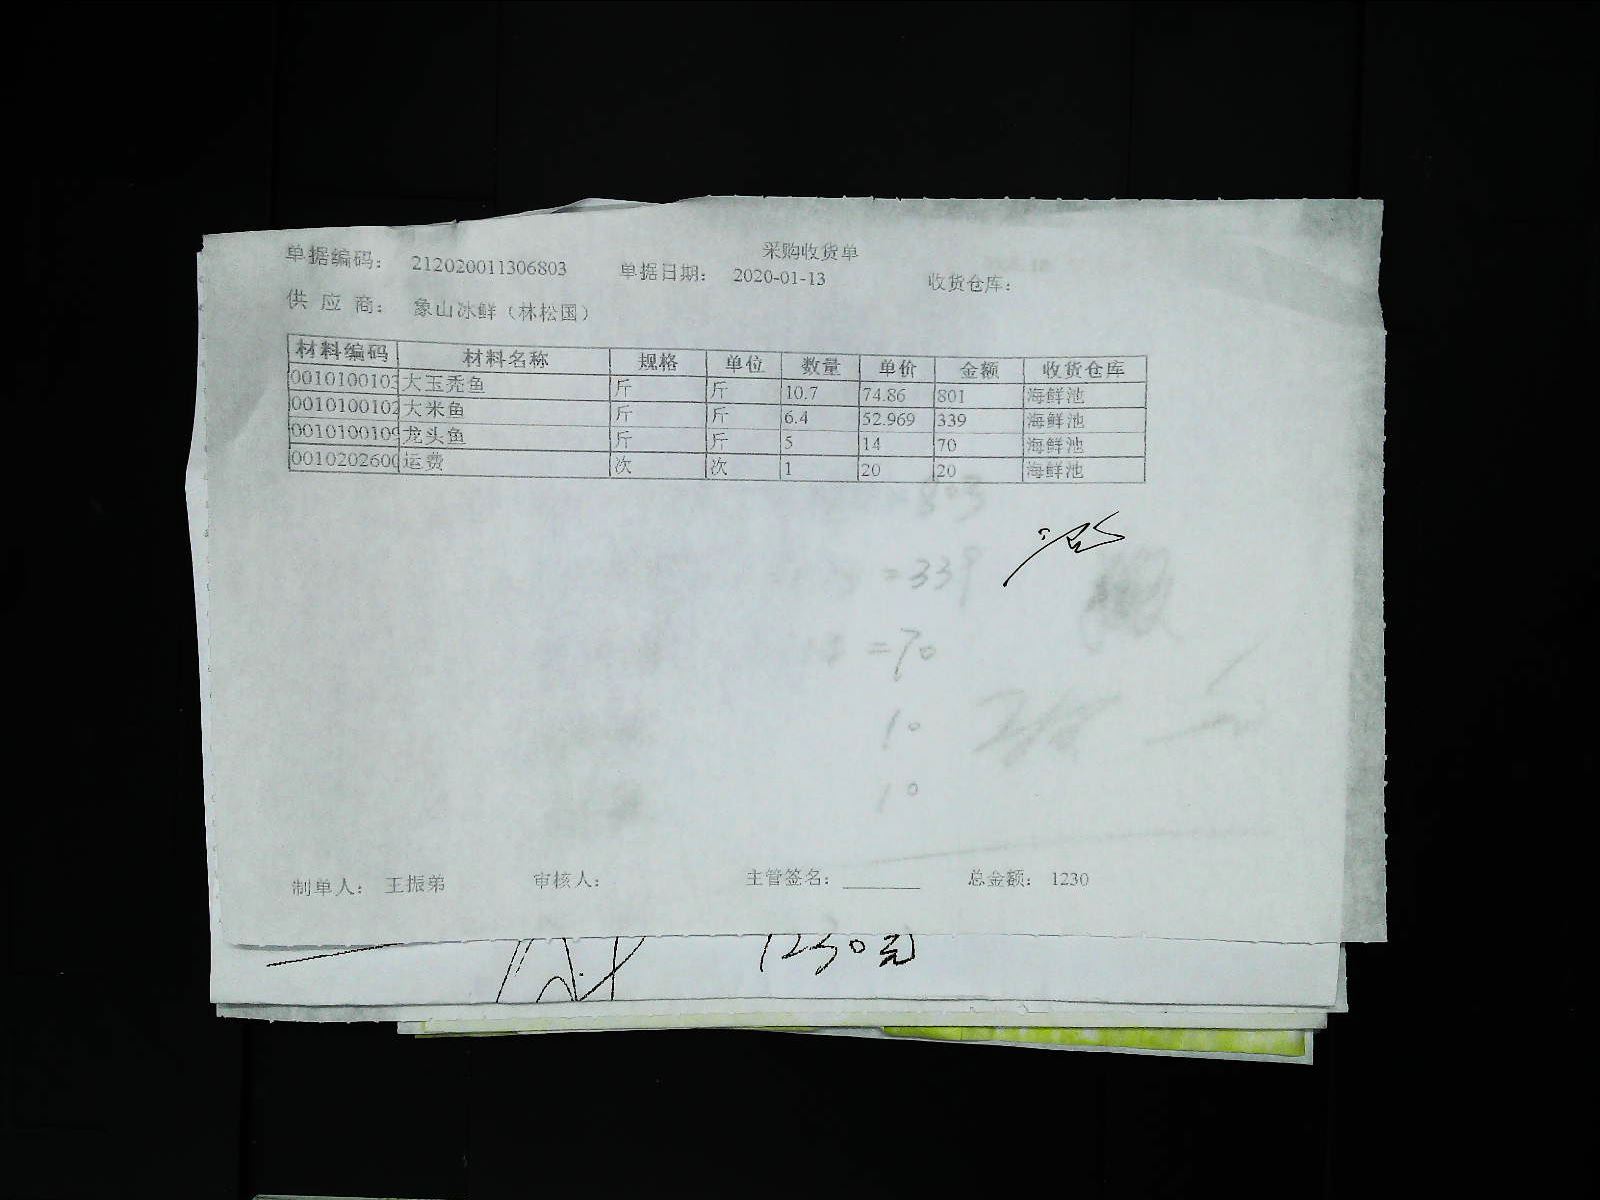 采购收货单
单据编码： 212020011306803 单据日期： 2020-01-13 收货仓库：
供 应 商： 象山冰鲜（林松国）
材料编码 材料名称 规格 单位 数量 单价 金额 收货仓库
0010100103 大玉秃鱼 斤 斤 10.7 74.86 801 海鲜池
0010100102 大米鱼 斤 斤 6.4 52.969 339 海鲜池
0010100109 龙头鱼 斤 斤 5 14 70 海鲜池
0010202600 运费 次 次 1 20 20 海鲜池
=803
=339
=70
10
10
制单人： 王振弟 审核人： 主管签名： 总金额： 1230
1230元